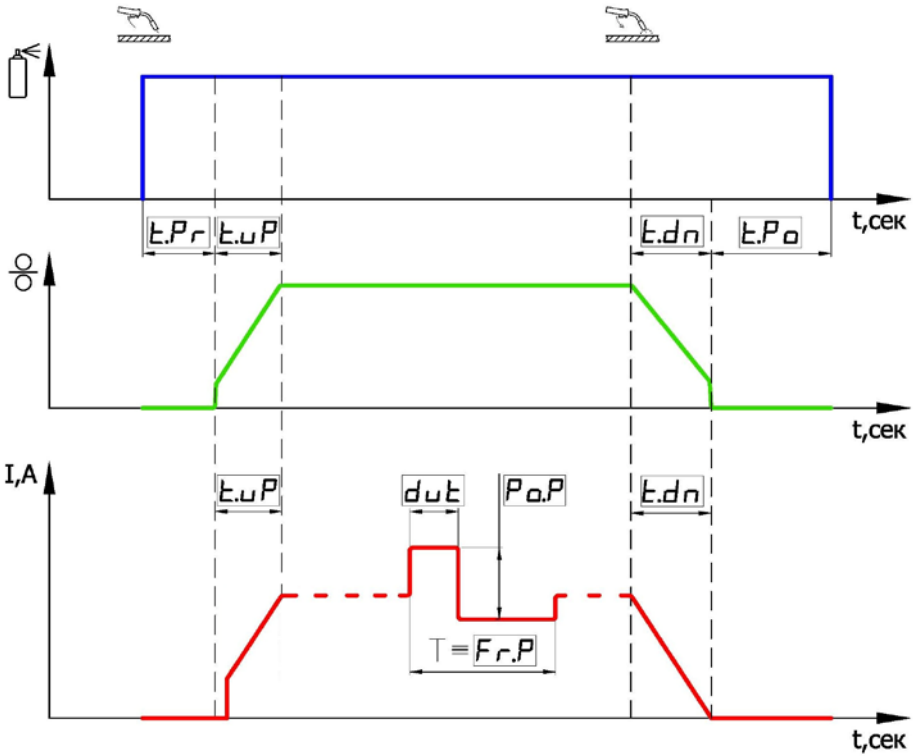 t.Pr
t.uP
t.dn
t.Po
t,сек
t,сек
I,A
t.uP
dut
Po.P
t.dn
T = Fr.P
t,сек